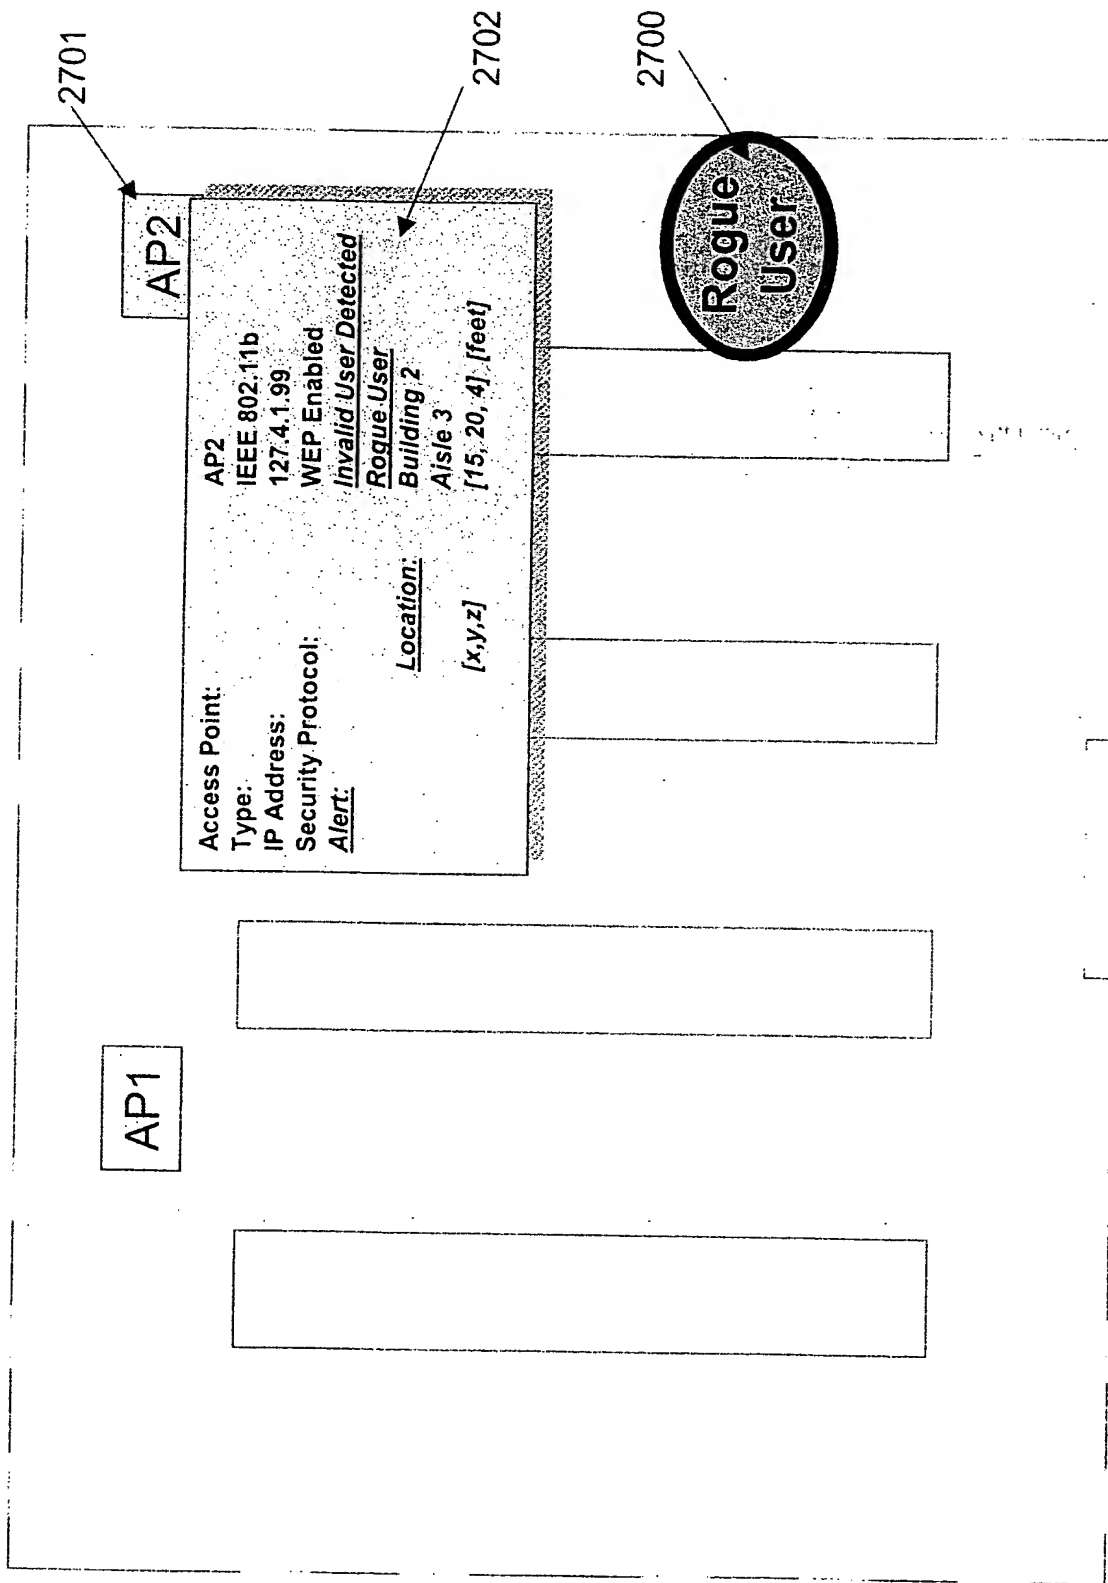 2701
AP2
2702
Access Point: AP2
Type: IEEE 802.11b
IP Address: 127.4.1.99
Security Protocol: WEP Enabled
Alert: Invalid User Detected
Rogue User
Location: Building 2
Aisle 3
[x,y,z] [15, 20, 4] [feet]
2700
Rogue
User
AP1